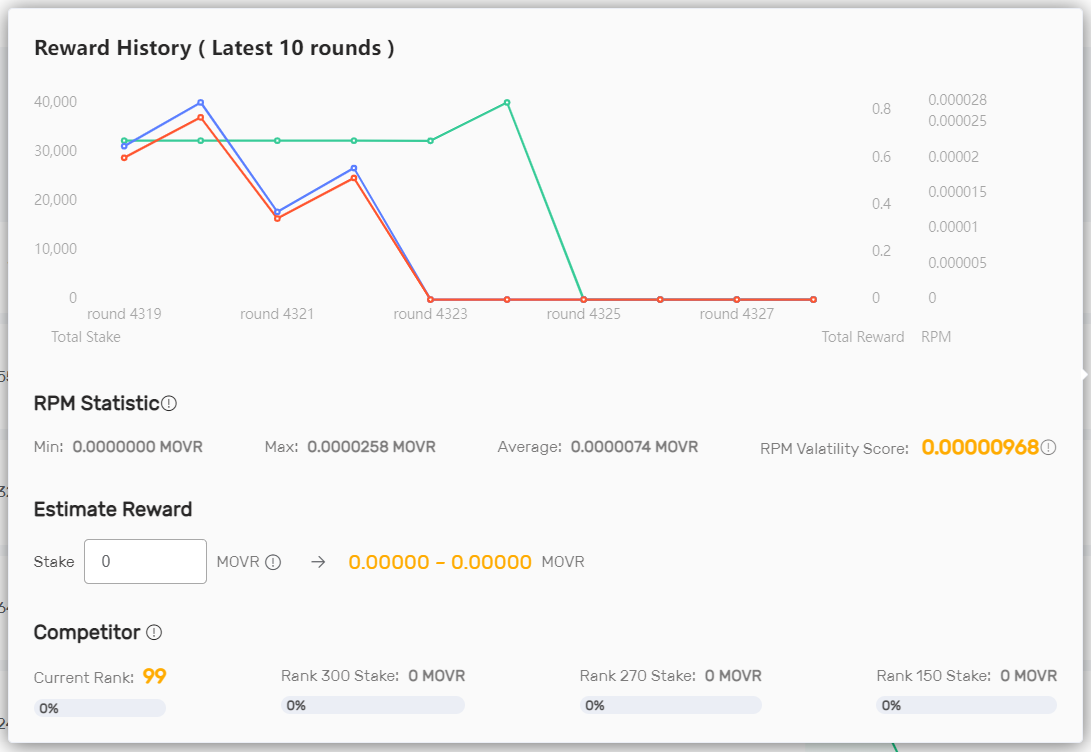 Reward History ( Latest 10 rounds )
40,000
30,000
20,000
10,000
0
0.8
0.6
0.4
0.2
0
0.000028
0.000025
0.00002
0.000015
0.00001
0.000005
0
round 4319 round 4321 round 4323 round 4325 round 4327
Total Stake Total Reward RPM
RPM Statistic
Min: 0.0000000 MOVR Max: 0.0000258 MOVR Average: 0.0000074 MOVR RPM Valatility Score: 0.00000968
Estimate Reward
Stake 0 MOVR → 0.00000 – 0.00000 MOVR
Competitor
Current Rank: 99 Rank 300 Stake: 0 MOVR Rank 270 Stake: 0 MOVR Rank 150 Stake: 0 MOVR
0% 0% 0% 0%